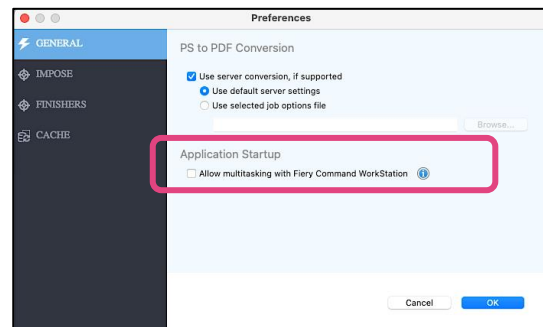 Preferences
GENERAL
IMPOSE
FINISHERS
CACHE
PS to PDF Conversion
Use server conversion, if supported
Use default server settings
Use selected job options file
Browse...
Application Startup
Allow multitasking with Fiery Command WorkStation
Cancel
OK